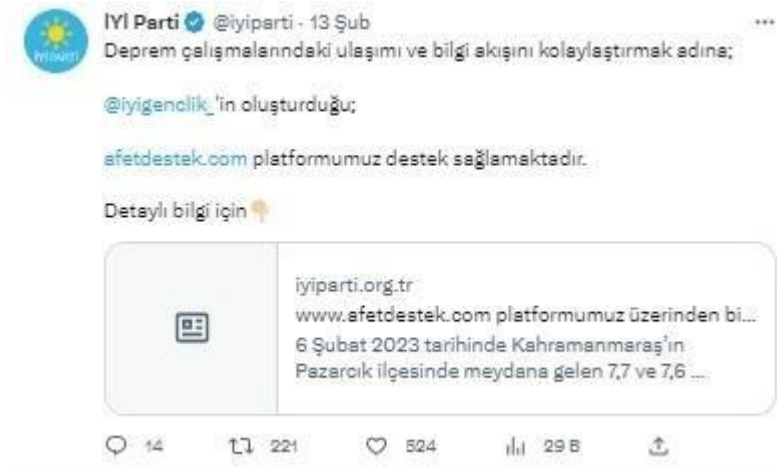 İYİ Parti @iyiparti · 13 Şub
Deprem çalışmalarındaki ulaşımı ve bilgi akışını kolaylaştırmak adına;
@iyigenclik_'in oluşturduğu;
afetdestek.com platformumuz destek sağlamaktadır.
Detaylı bilgi için👇🏼
iyiparti.org.tr
www.afetdestek.com platformumuz üzerinden bi...
6 Şubat 2023 tarihinde Kahramanmaraş'ın
Pazarcık ilçesinde meydana gelen 7,7 ve 7,6 ...
14 221 524 29 B